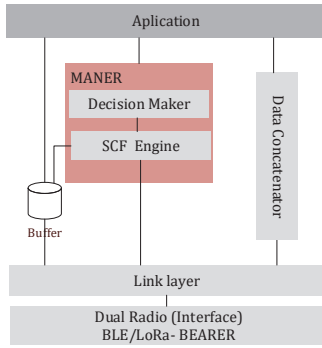 Aplication
MANER
Decision Maker
SCF Engine
Data Concatenator
Buffer
Link layer
Dual Radio (Interface)
BLE/LoRa- BEARER